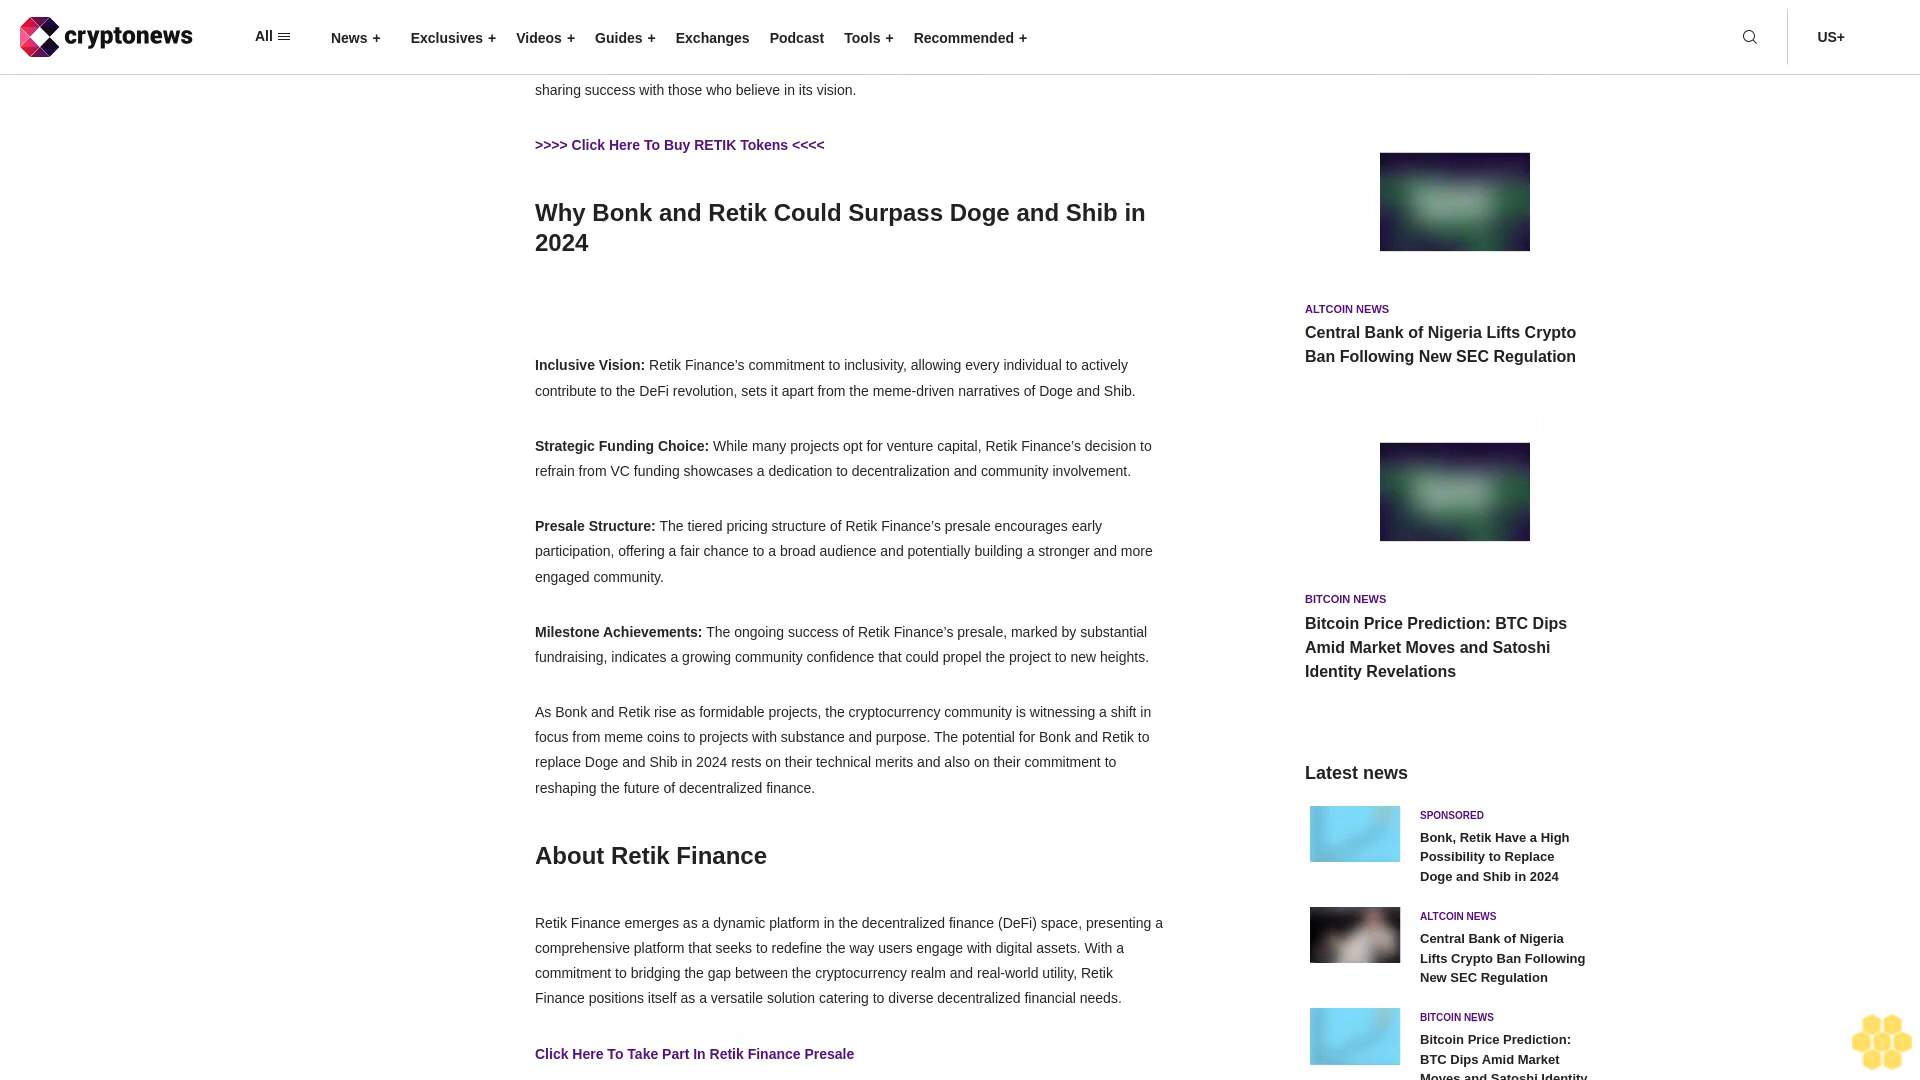 cryptonews
All
News +
Exclusives +
Videos +
Guides +
Exchanges
Podcast
Tools +
Recommended +
US+
sharing success with those who believe in its vision.
>>>> Click Here To Buy RETIK Tokens <<<<
Why Bonk and Retik Could Surpass Doge and Shib in
2024
Inclusive Vision: Retik Finance’s commitment to inclusivity, allowing every individual to actively
contribute to the DeFi revolution, sets it apart from the meme-driven narratives of Doge and Shib.
Strategic Funding Choice: While many projects opt for venture capital, Retik Finance’s decision to
refrain from VC funding showcases a dedication to decentralization and community involvement.
Presale Structure: The tiered pricing structure of Retik Finance’s presale encourages early
participation, offering a fair chance to a broad audience and potentially building a stronger and more
engaged community.
Milestone Achievements: The ongoing success of Retik Finance’s presale, marked by substantial
fundraising, indicates a growing community confidence that could propel the project to new heights.
As Bonk and Retik rise as formidable projects, the cryptocurrency community is witnessing a shift in
focus from meme coins to projects with substance and purpose. The potential for Bonk and Retik to
replace Doge and Shib in 2024 rests on their technical merits and also on their commitment to
reshaping the future of decentralized finance.
About Retik Finance
Retik Finance emerges as a dynamic platform in the decentralized finance (DeFi) space, presenting a
comprehensive platform that seeks to redefine the way users engage with digital assets. With a
commitment to bridging the gap between the cryptocurrency realm and real-world utility, Retik
Finance positions itself as a versatile solution catering to diverse decentralized financial needs.
Click Here To Take Part In Retik Finance Presale
ALTCOIN NEWS
Central Bank of Nigeria Lifts Crypto
Ban Following New SEC Regulation
BITCOIN NEWS
Bitcoin Price Prediction: BTC Dips
Amid Market Moves and Satoshi
Identity Revelations
Latest news
SPONSORED
Bonk, Retik Have a High
Possibility to Replace
Doge and Shib in 2024
ALTCOIN NEWS
Central Bank of Nigeria
Lifts Crypto Ban Following
New SEC Regulation
BITCOIN NEWS
Bitcoin Price Prediction:
BTC Dips Amid Market
Moves and Satoshi Identity